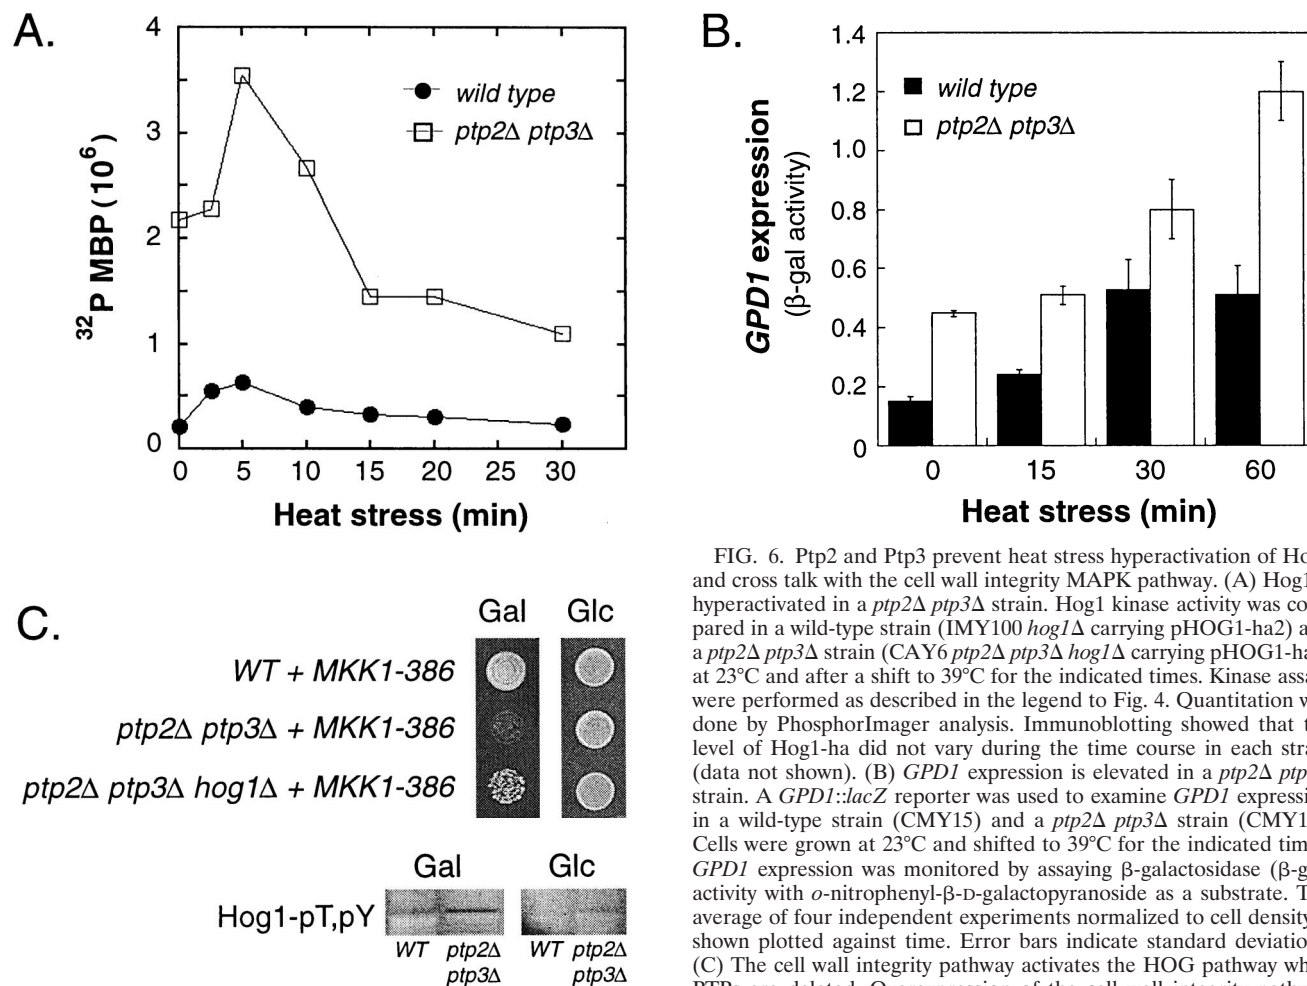 A.
4
3
2
1
0
³²P MBP (10⁶)
wild type
ptp2Δ ptp3Δ
0 5 10 15 20 25 30
Heat stress (min)
B.
1.4
1.2
1.0
0.8
0.6
0.4
0.2
0
GPD1 expression
(β-gal activity)
wild type
ptp2Δ ptp3Δ
0 15 30 60
Heat stress (min)
C.
Gal Glc
WT + MKK1-386
ptp2Δ ptp3Δ + MKK1-386
ptp2Δ ptp3Δ hog1Δ + MKK1-386
Gal Glc
Hog1-pT,pY
WT ptp2Δ WT ptp2Δ
ptp3Δ ptp3Δ
FIG. 6. Ptp2 and Ptp3 prevent heat stress hyperactivation of
and cross talk with the cell wall integrity MAPK pathway. (A) Hog1
hyperactivated in a ptp2Δ ptp3Δ strain. Hog1 kinase activity was
pared in a wild-type strain (IMY100 hog1Δ carrying pHOG1-ha2)
a ptp2Δ ptp3Δ strain (CAY6 ptp2Δ ptp3Δ hog1Δ carrying
at 23°C and after a shift to 39°C for the indicated times. Kinase
were performed as described in the legend to Fig. 4. Quantitation
done by PhosphorImager analysis. Immunoblotting showed that
level of Hog1-ha did not vary during the time course in each
(data not shown). (B) GPD1 expression is elevated in a ptp2Δ
strain. A GPD1::lacZ reporter was used to examine GPD1
in a wild-type strain (CMY15) and a ptp2Δ ptp3Δ strain
Cells were grown at 23°C and shifted to 39°C for the indicated
GPD1 expression was monitored by assaying β-galactosidase
activity with o-nitrophenyl-β-D-galactopyranoside as a substrate.
average of four independent experiments normalized to cell density
shown plotted against time. Error bars indicate standard
(C) The cell wall integrity pathway activates the HOG pathway